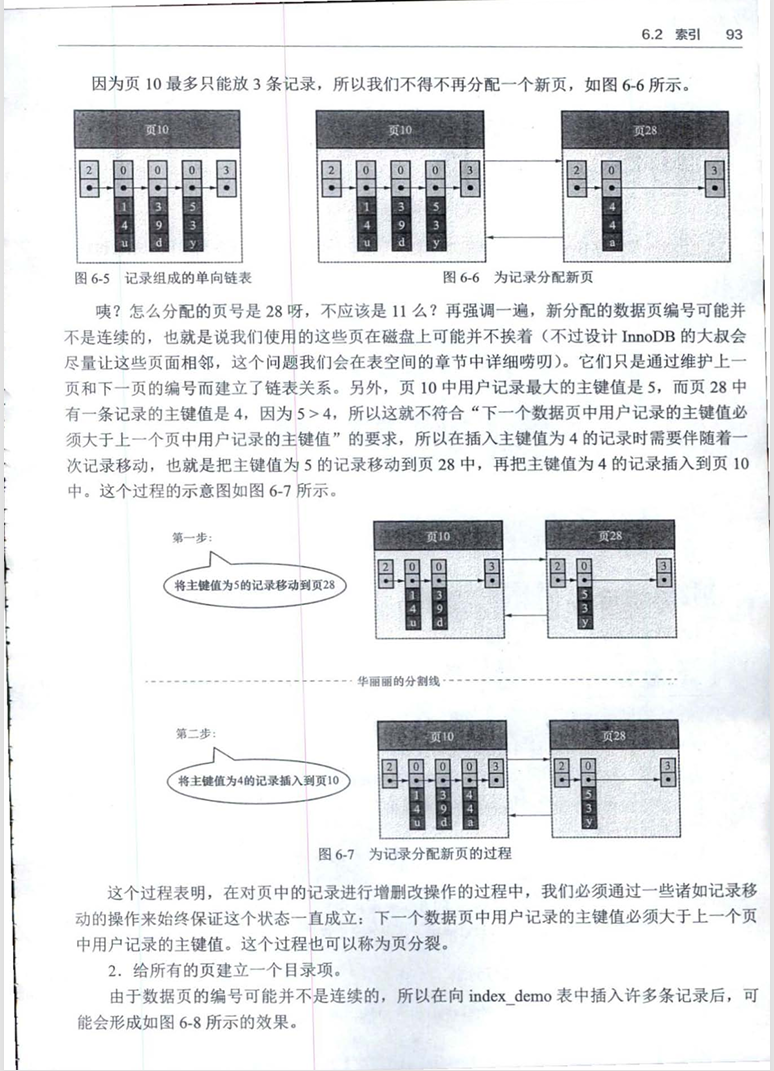 6.2 索引 93
因为页 10 最多只能放 3 条记录，所以我们不得不再分配一个新页，如图 6-6 所示。
页10 页10 页28
2 0 0 0 3 2 0 0 0 3 2 0 3
1 3 5 1 3 5 4
4 9 3 4 9 3 4
u d y u d y a
图 6-5 记录组成的单向链表 图 6-6 为记录分配新页
咦？怎么分配的页号是 28 呀，不应该是 11 么？再强调一遍，新分配的数据页编号可能并
不是连续的，也就是说我们使用的这些页在磁盘上可能并不挨着（不过设计 InnoDB 的大叔会
尽量让这些页面相邻，这个问题我们会在表空间的章节中详细唠叨）。它们只是通过维护上一
页和下一页的编号而建立了链表关系。另外，页 10 中用户记录最大的主键值是 5，而页 28 中
有一条记录的主键值是 4，因为 5 > 4，所以这就不符合“下一个数据页中用户记录的主键值必
须大于上一个页中用户记录的主键值”的要求，所以在插入主键值为 4 的记录时需要伴随着一
次记录移动，也就是把主键值为 5 的记录移动到页 28 中，再把主键值为 4 的记录插入到页 10
中。这个过程的示意图如图 6-7 所示。
第一步：
页10 页28
将主键值为5的记录移动到页28
2 0 0 3 2 0 3
1 3 5
4 9 3
u d y
华丽丽的分割线
第二步：
页10 页28
将主键值为4的记录插入到页10
2 0 0 0 3 2 0 3
1 3 4 5
4 9 4 3
u d a y
图 6-7 为记录分配新页的过程
这个过程表明，在对页中的记录进行增删改操作的过程中，我们必须通过一些诸如记录移
动的操作来始终保证这个状态一直成立：下一个数据页中用户记录的主键值必须大于上一个页
中用户记录的主键值。这个过程也可以称为页分裂。
2．给所有的页建立一个目录项。
由于数据页的编号可能并不是连续的，所以在向 index_demo 表中插入许多条记录后，可
能会形成如图 6-8 所示的效果。